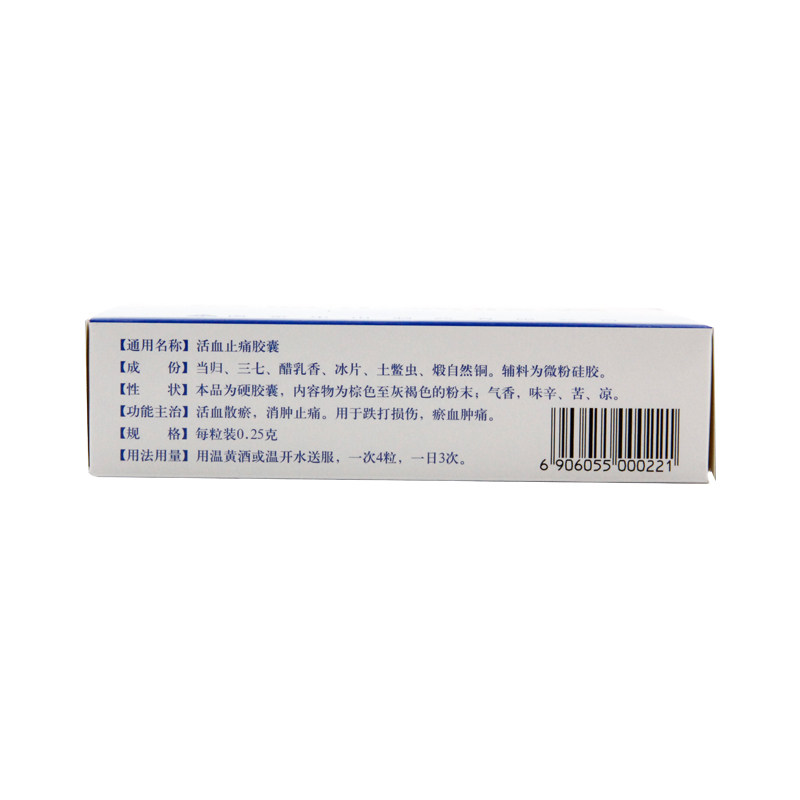 【通用名称】活血止痛胶囊
【成 份】当归、三七、醋乳香、冰片、土鳖虫、煅自然铜。辅料为微粉硅胶。
【性 状】本品为硬胶囊，内容物为棕色至灰褐色的粉末；气香，味辛、苦、凉。
【功能主治】活血散瘀，消肿止痛。用于跌打损伤，瘀血肿痛。
【规 格】每粒装0.25克
【用法用量】用温黄酒或温开水送服，一次4粒，一日3次。
6 906055 000221